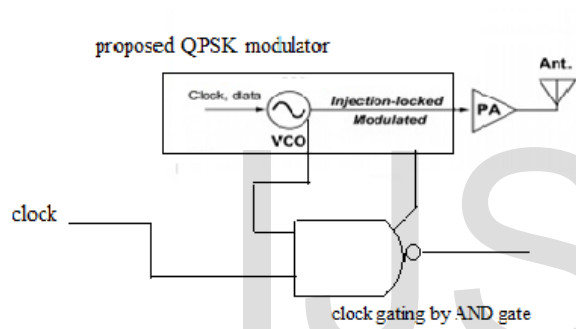 proposed QPSK modulator
Ant.
Clock, data
Injection-locked
Modulated
PA
VCO
clock
clock gating by AND gate